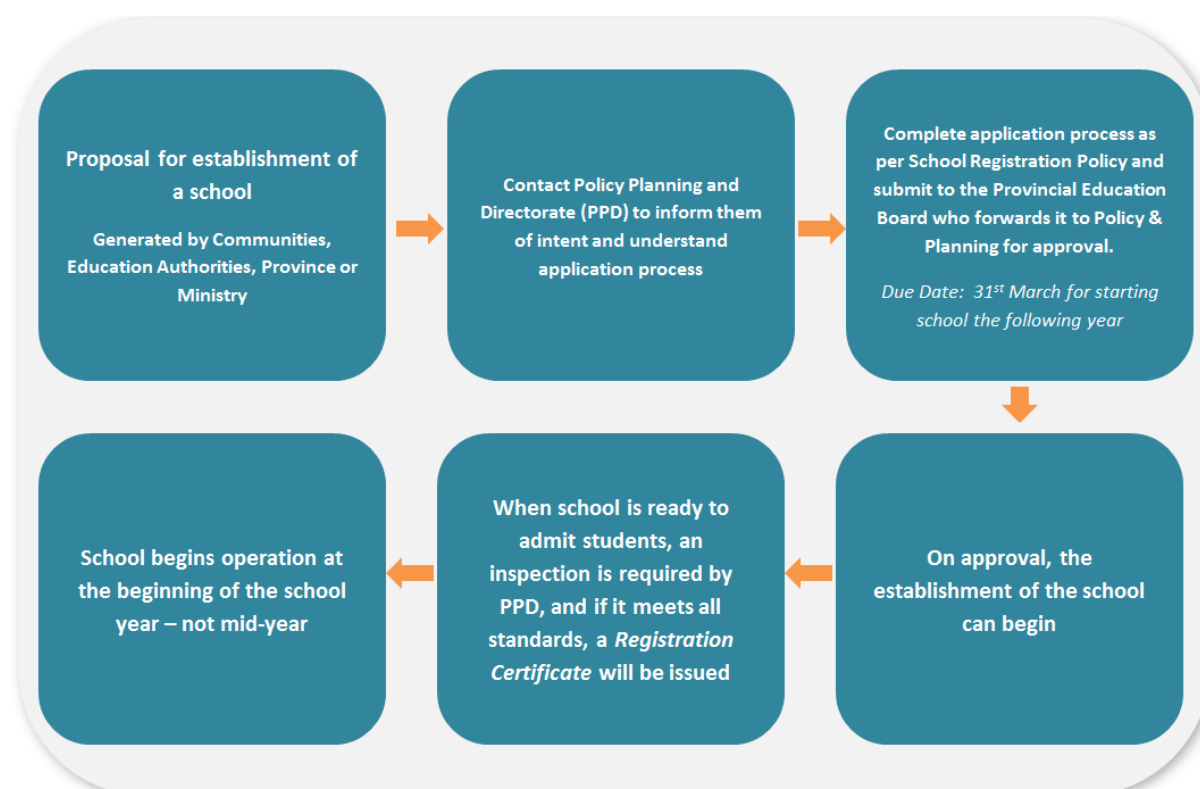 Proposal for establishment of
a school
Generated by Communities,
Education Authorities, Province or
Ministry
Contact Policy Planning and
Directorate (PPD) to inform them
of intent and understand
application process
Complete application process as
per School Registration Policy and
submit to the Provincial Education
Board who forwards it to Policy &
Planning for approval.
Due Date: 31st March for starting
school the following year
On approval, the
establishment of the school
can begin
When school is ready to
admit students, an
inspection is required by
PPD, and if it meets all
standards, a Registration
Certificate will be issued
School begins operation at
the beginning of the school
year – not mid-year